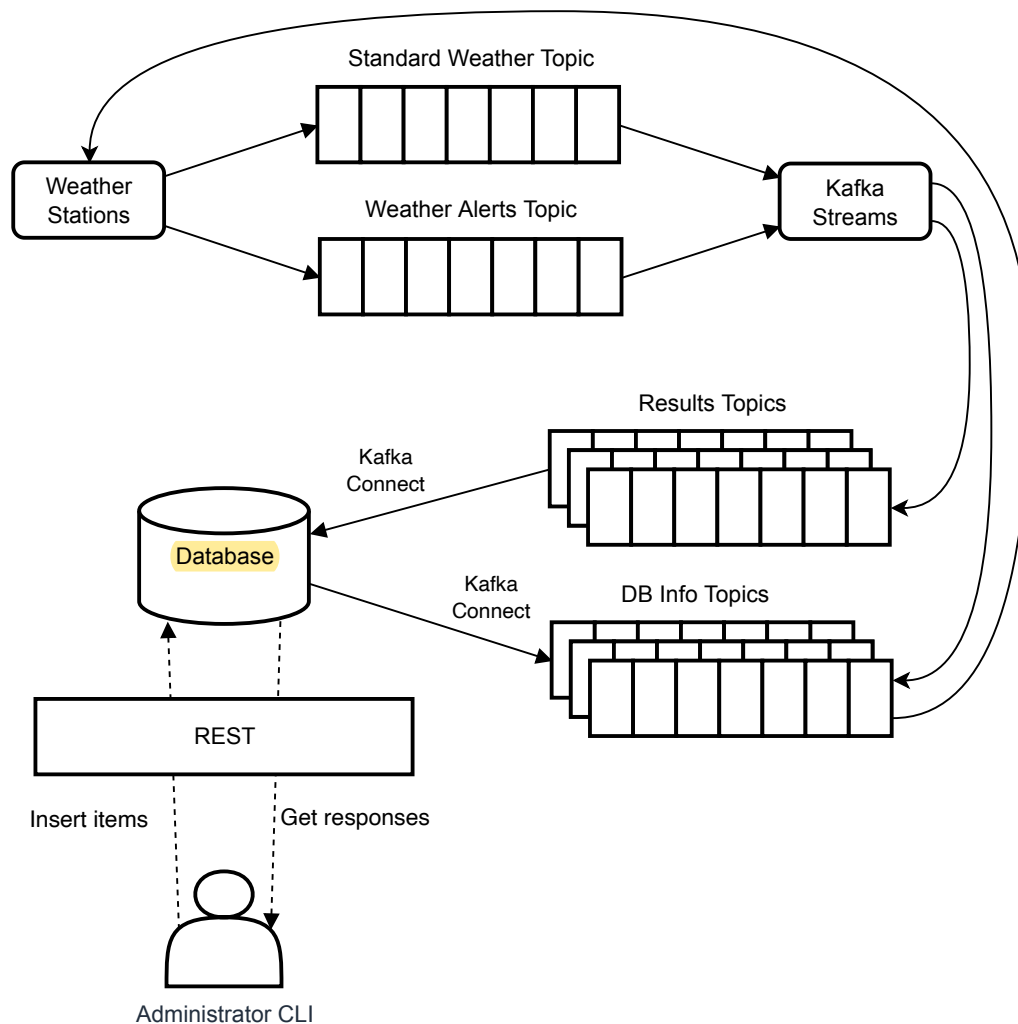 Standard Weather Topic
Weather
Stations
Weather Alerts Topic
Kafka
Streams
Results Topics
Kafka
Connect
Database
Kafka
Connect
DB Info Topics
REST
Insert items
Get responses
Administrator CLI